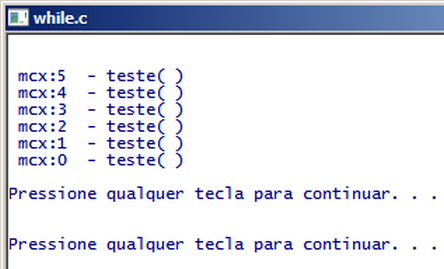 while.c
mcx:5 - teste( )
mcx:4 - teste( )
mcx:3 - teste( )
mcx:2 - teste( )
mcx:1 - teste( )
mcx:0 - teste( )
Pressione qualquer tecla para continuar. . .
Pressione qualquer tecla para continuar. . .